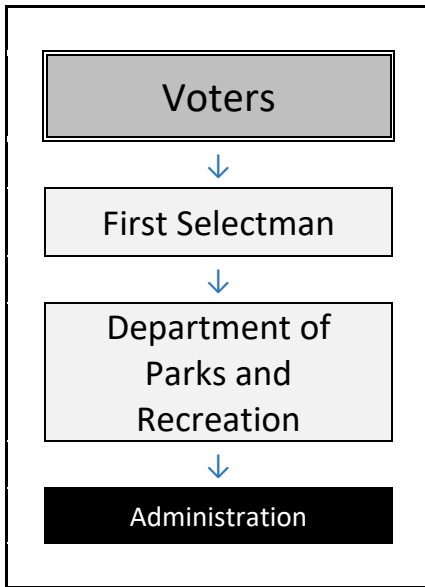 Voters
↓
First Selectman
↓
Department of
Parks and
Recreation
↓
Administration